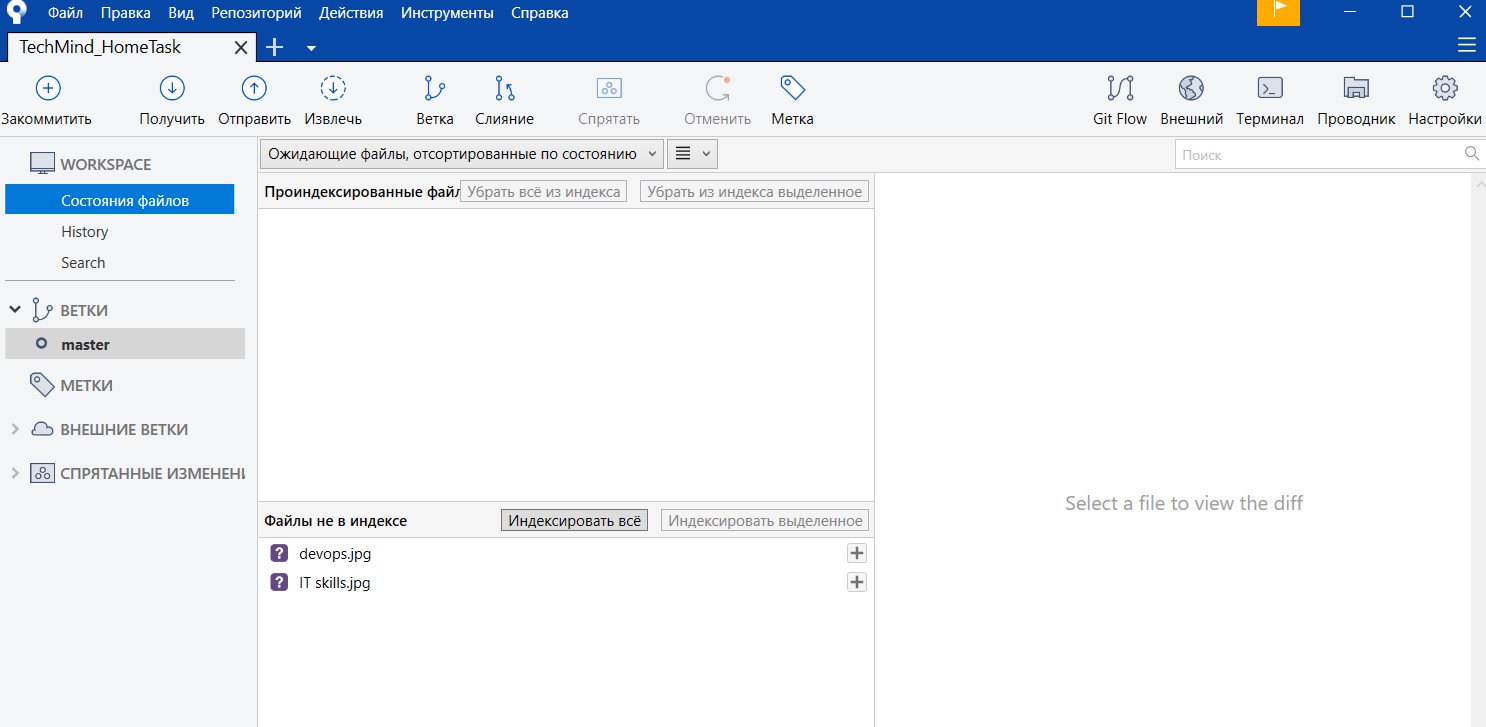 Файл Правка Вид Репозиторий Действия Инструменты Справка
TechMind_HomeTask
Закоммитить Получить Отправить Извлечь Ветка Слияние Спрятать Отменить Метка Git Flow Внешний Терминал Проводник Настройки
WORKSPACE
Состояния файлов
History
Search
ВЕТКИ
master
МЕТКИ
ВНЕШНИЕ ВЕТКИ
СПРЯТАННЫЕ ИЗМЕНЕНИ
Ожидающие файлы, отсортированные по состоянию
Поиск
Проиндексированные файл Убрать всё из индекса Убрать из индекса выделенное
Файлы не в индексе Индексировать всё Индексировать выделенное
? devops.jpg
? IT skills.jpg
Select a file to view the diff